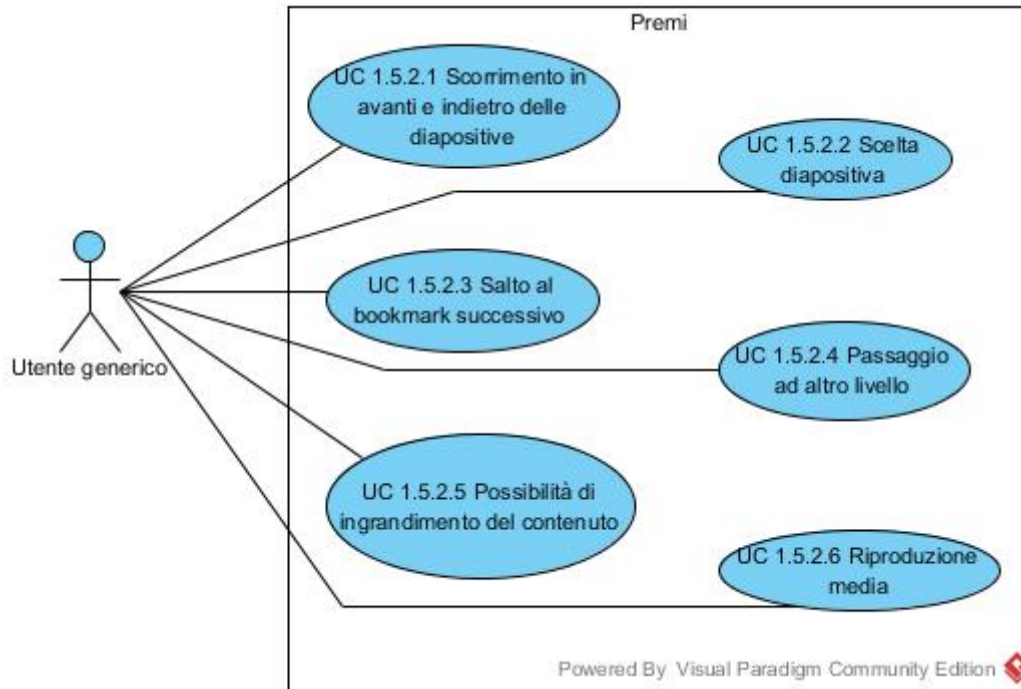 Premi
UC 1.5.2.1 Scorrimento in
avanti e indietro delle
diapositive
UC 1.5.2.2 Scelta
diapositiva
UC 1.5.2.3 Salto al
bookmark successivo
Utente generico
UC 1.5.2.4 Passaggio
ad altro livello
UC 1.5.2.5 Possibilità di
ingrandimento del contenuto
UC 1.5.2.6 Riproduzione
media
Powered By Visual Paradigm Community Edition